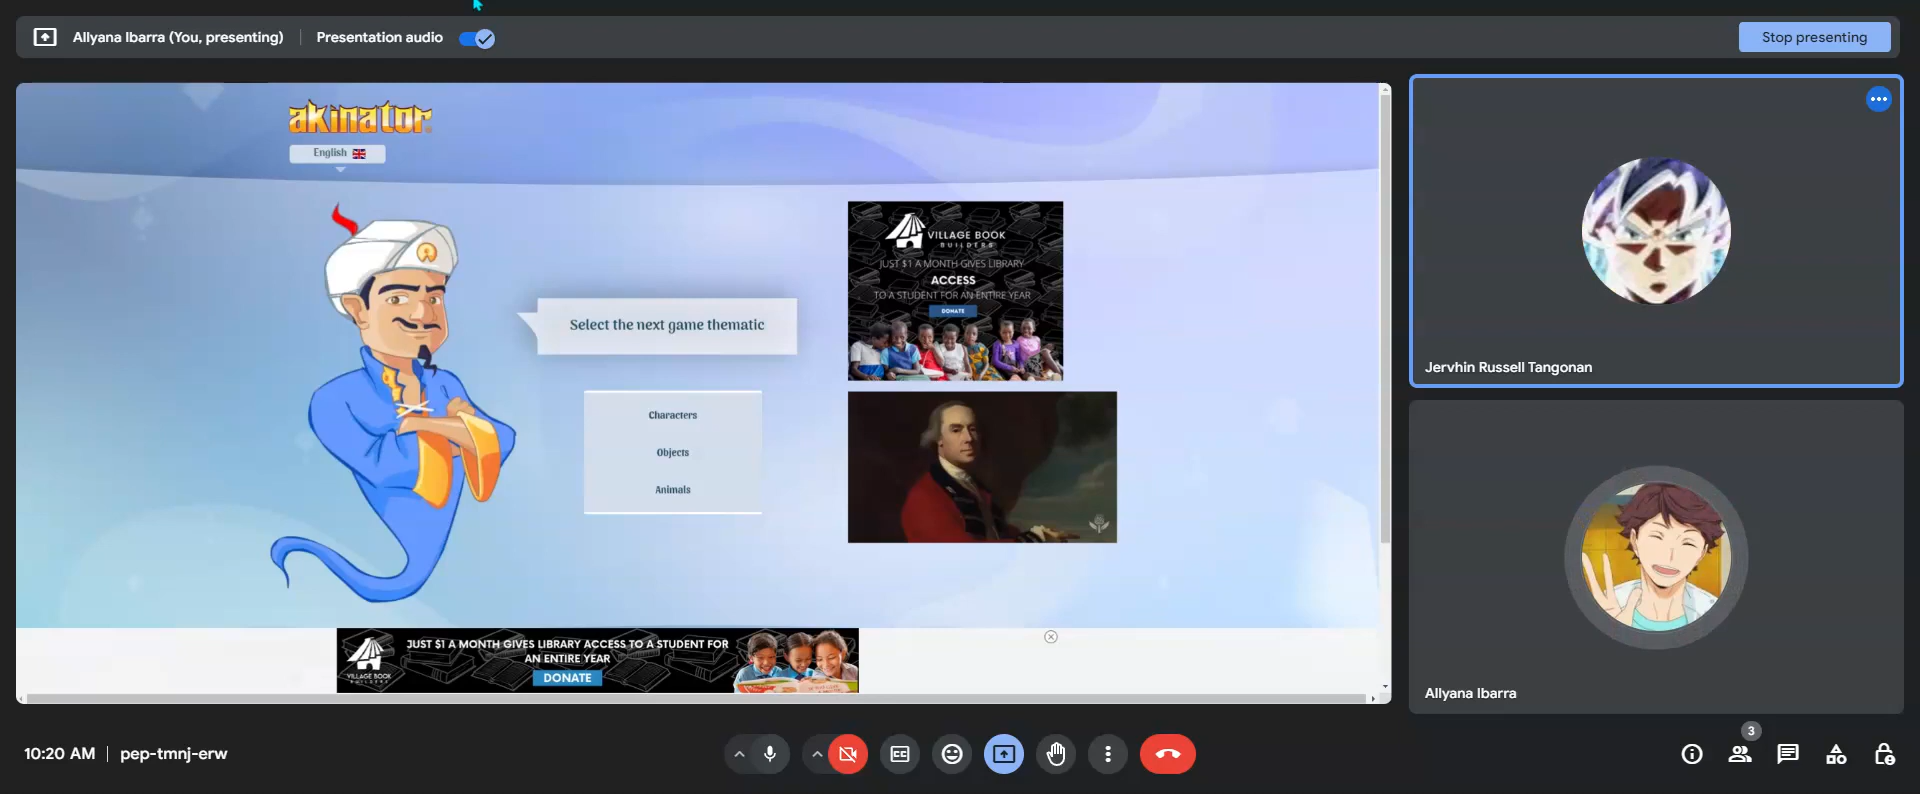 Allyana Ibarra (You, presenting)
Presentation audio
Stop presenting
akinator
English
Select the next game thematic
Characters
Objects
Animals
VILLAGE BOOK
BUILDERS
JUST $1 A MONTH GIVES LIBRARY
ACCESS
TO A STUDENT FOR AN ENTIRE YEAR
DONATE
JUST $1 A MONTH GIVES LIBRARY ACCESS TO A STUDENT FOR
AN ENTIRE YEAR
DONATE
VILLAGE BOOK
BUILDERS
Jervhin Russell Tangonan
Allyana Ibarra
10:20 AM
pep-tmnj-erw
CC
3